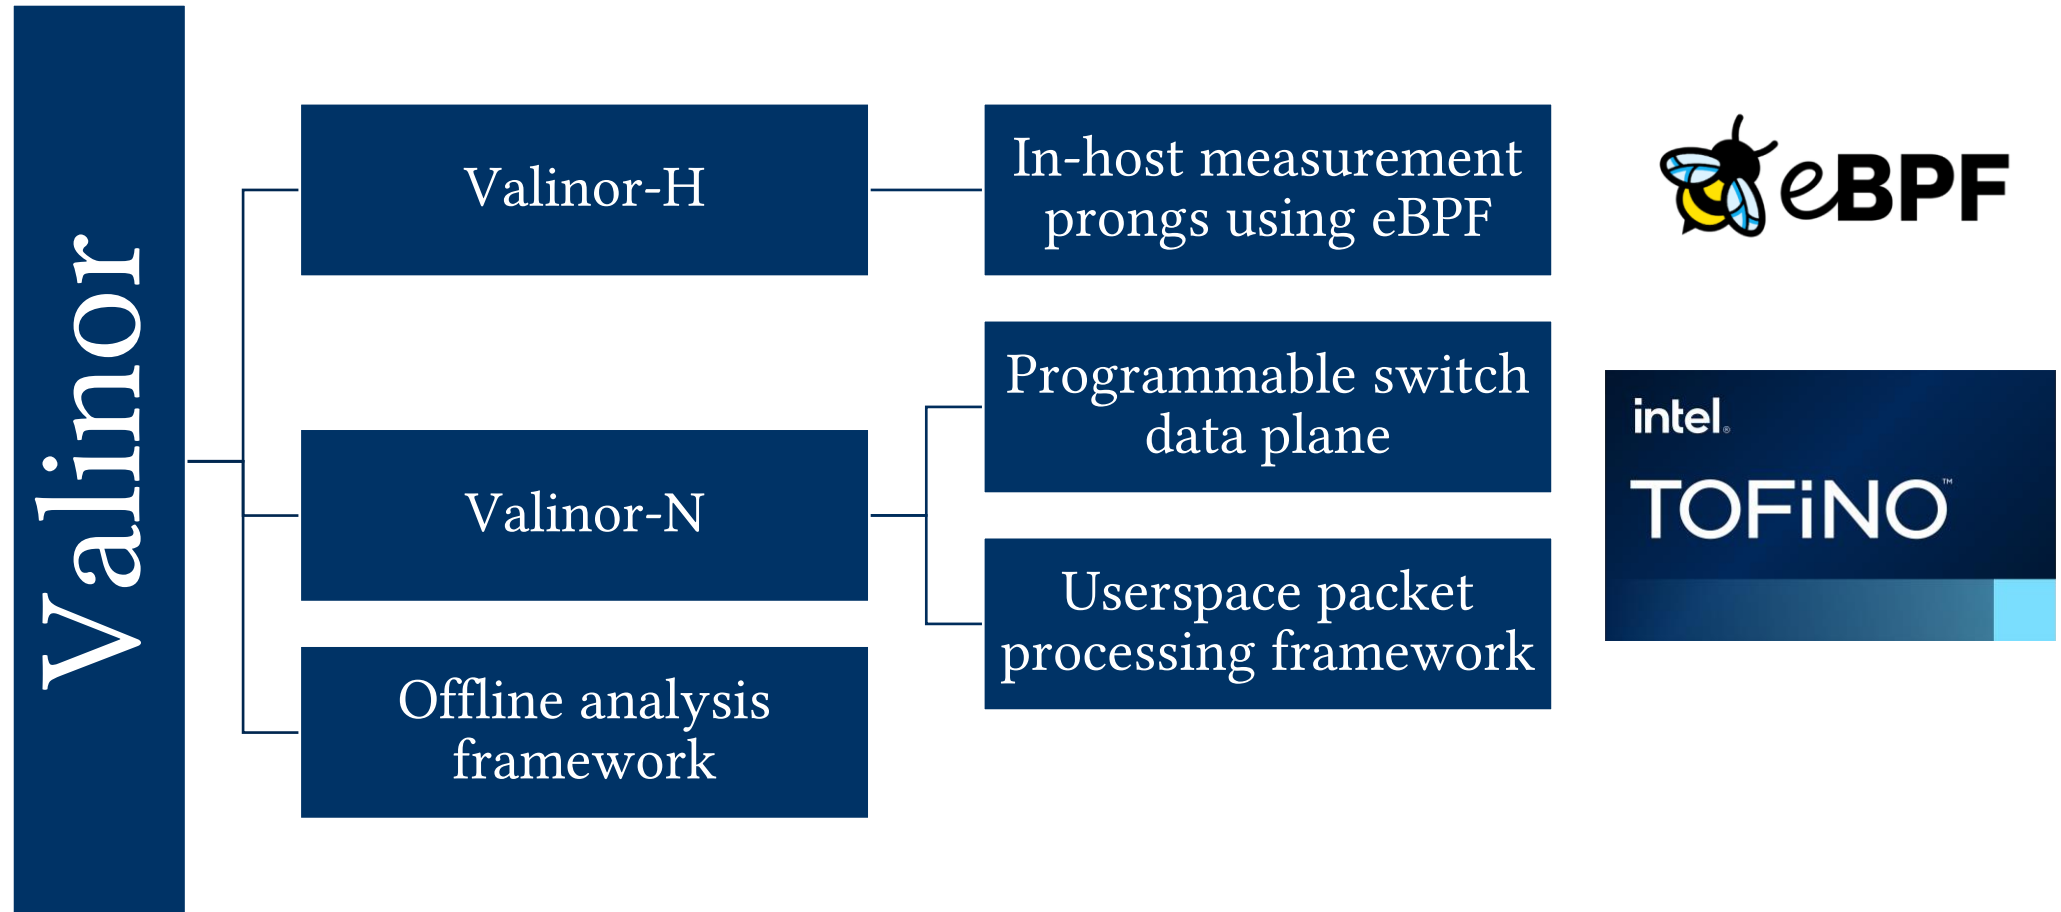 Valinor
Valinor-H
In-host measurement
prongs using eBPF
eBPF
Valinor-N
Programmable switch
data plane
Userspace packet
processing framework
intel®
TOFiNO™
Offline analysis
framework